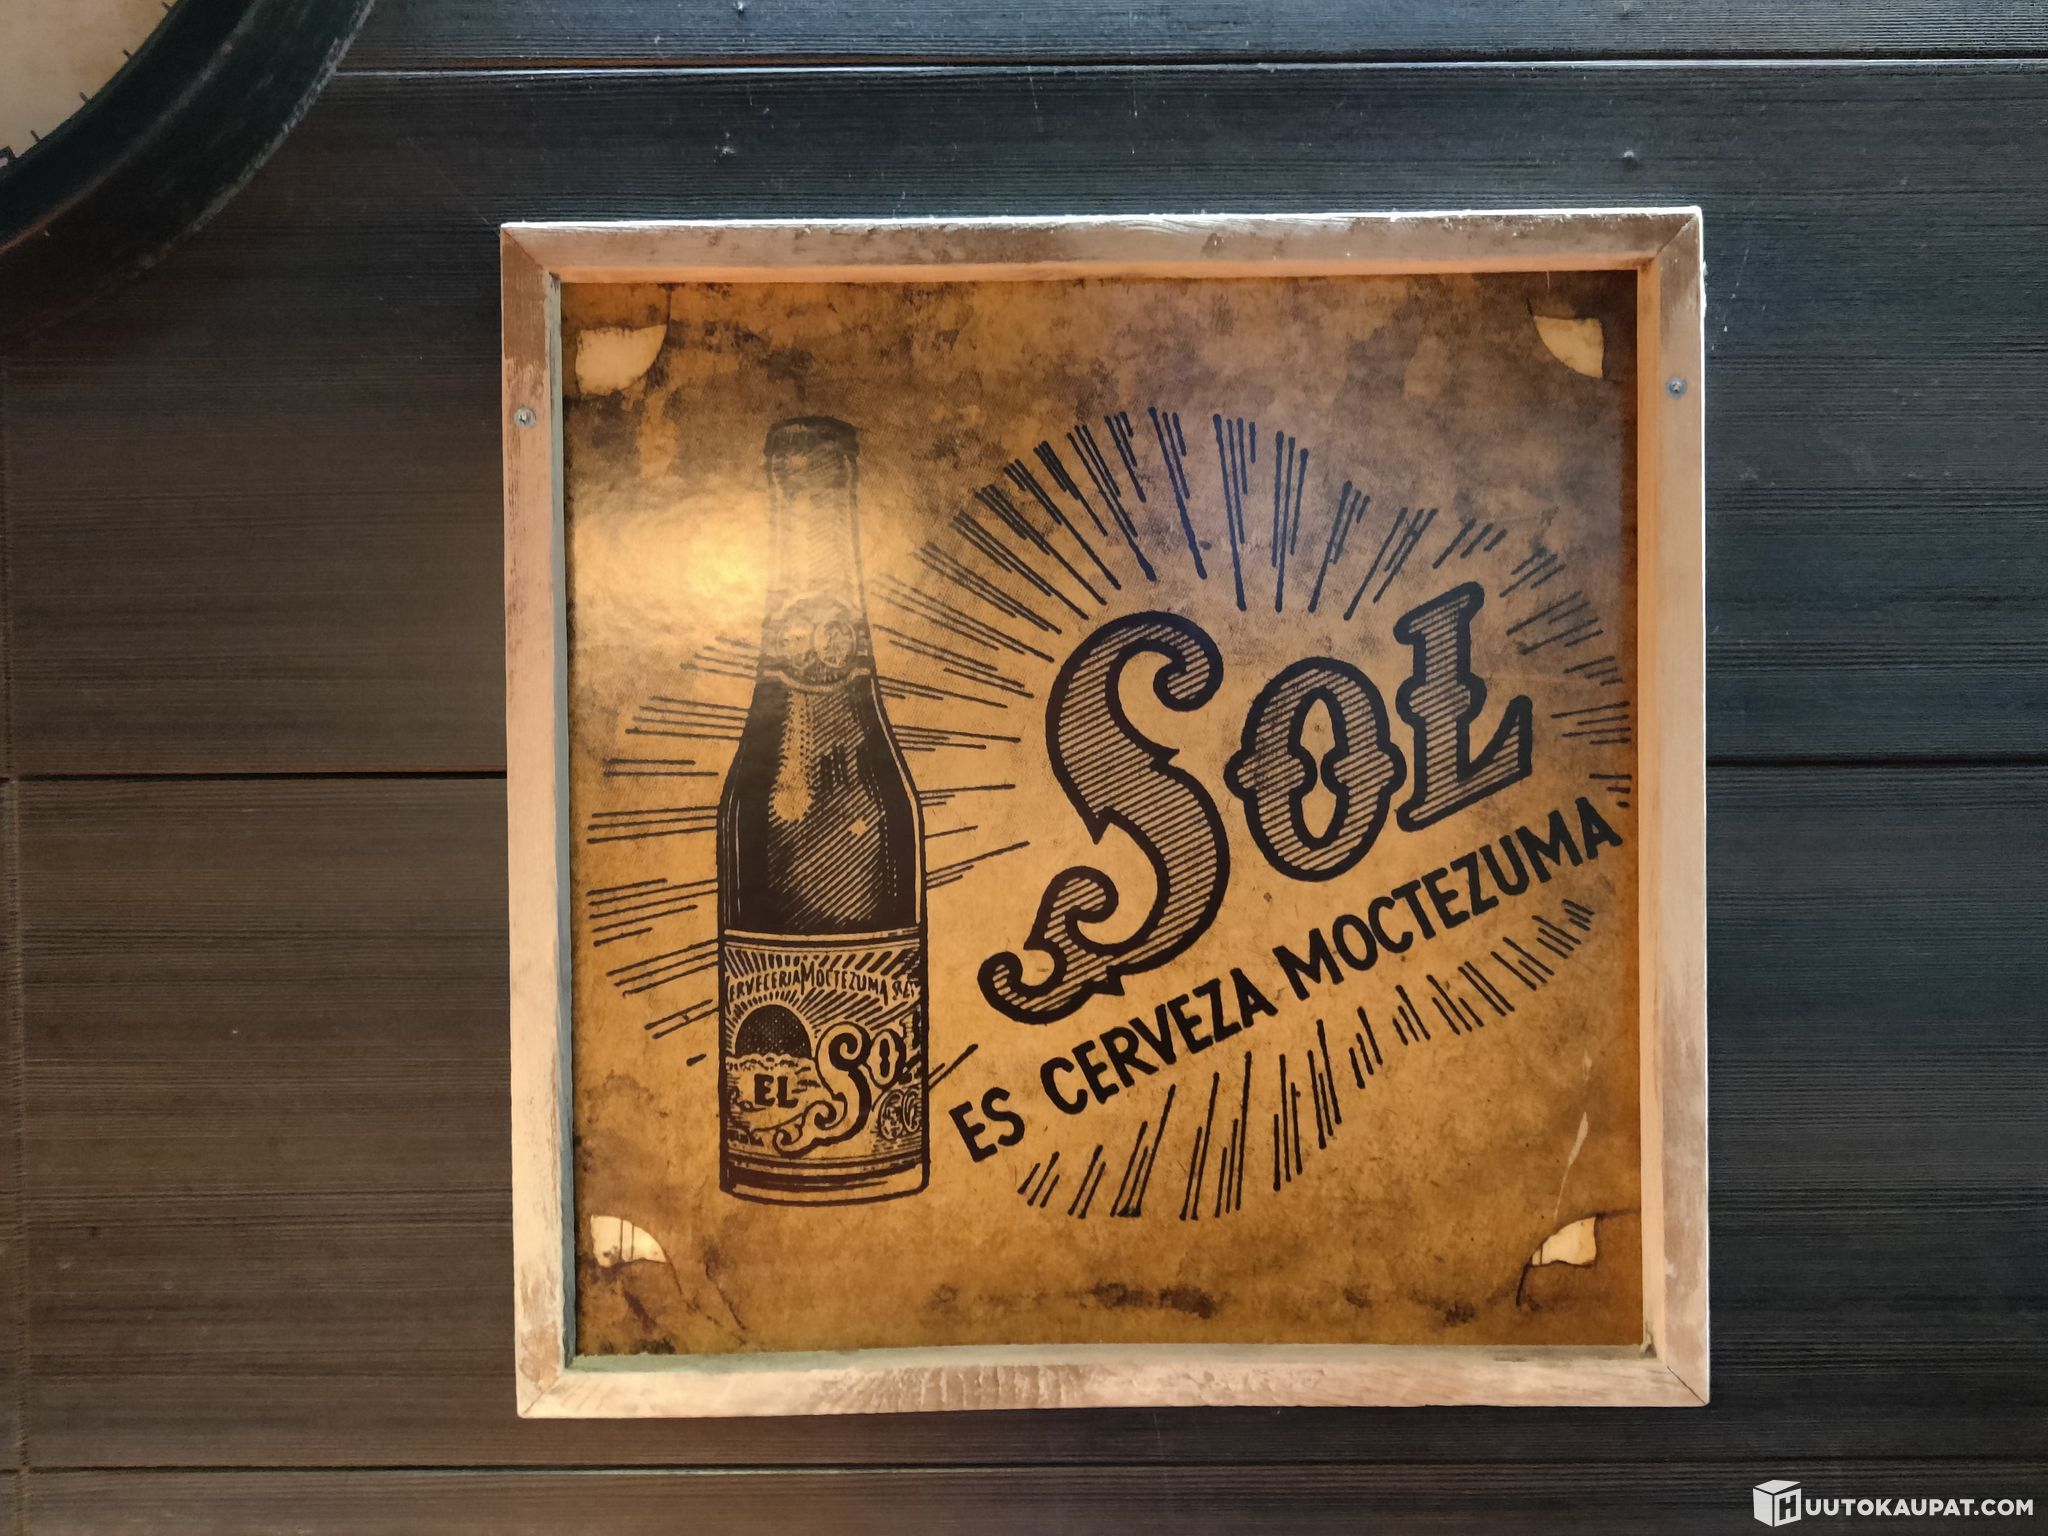 SOL
ES CERVEZA MOCTEZUMA
CERVECERIA MOCTEZUMA S.A.
EL SOL
HUUTOKAUPAT.COM